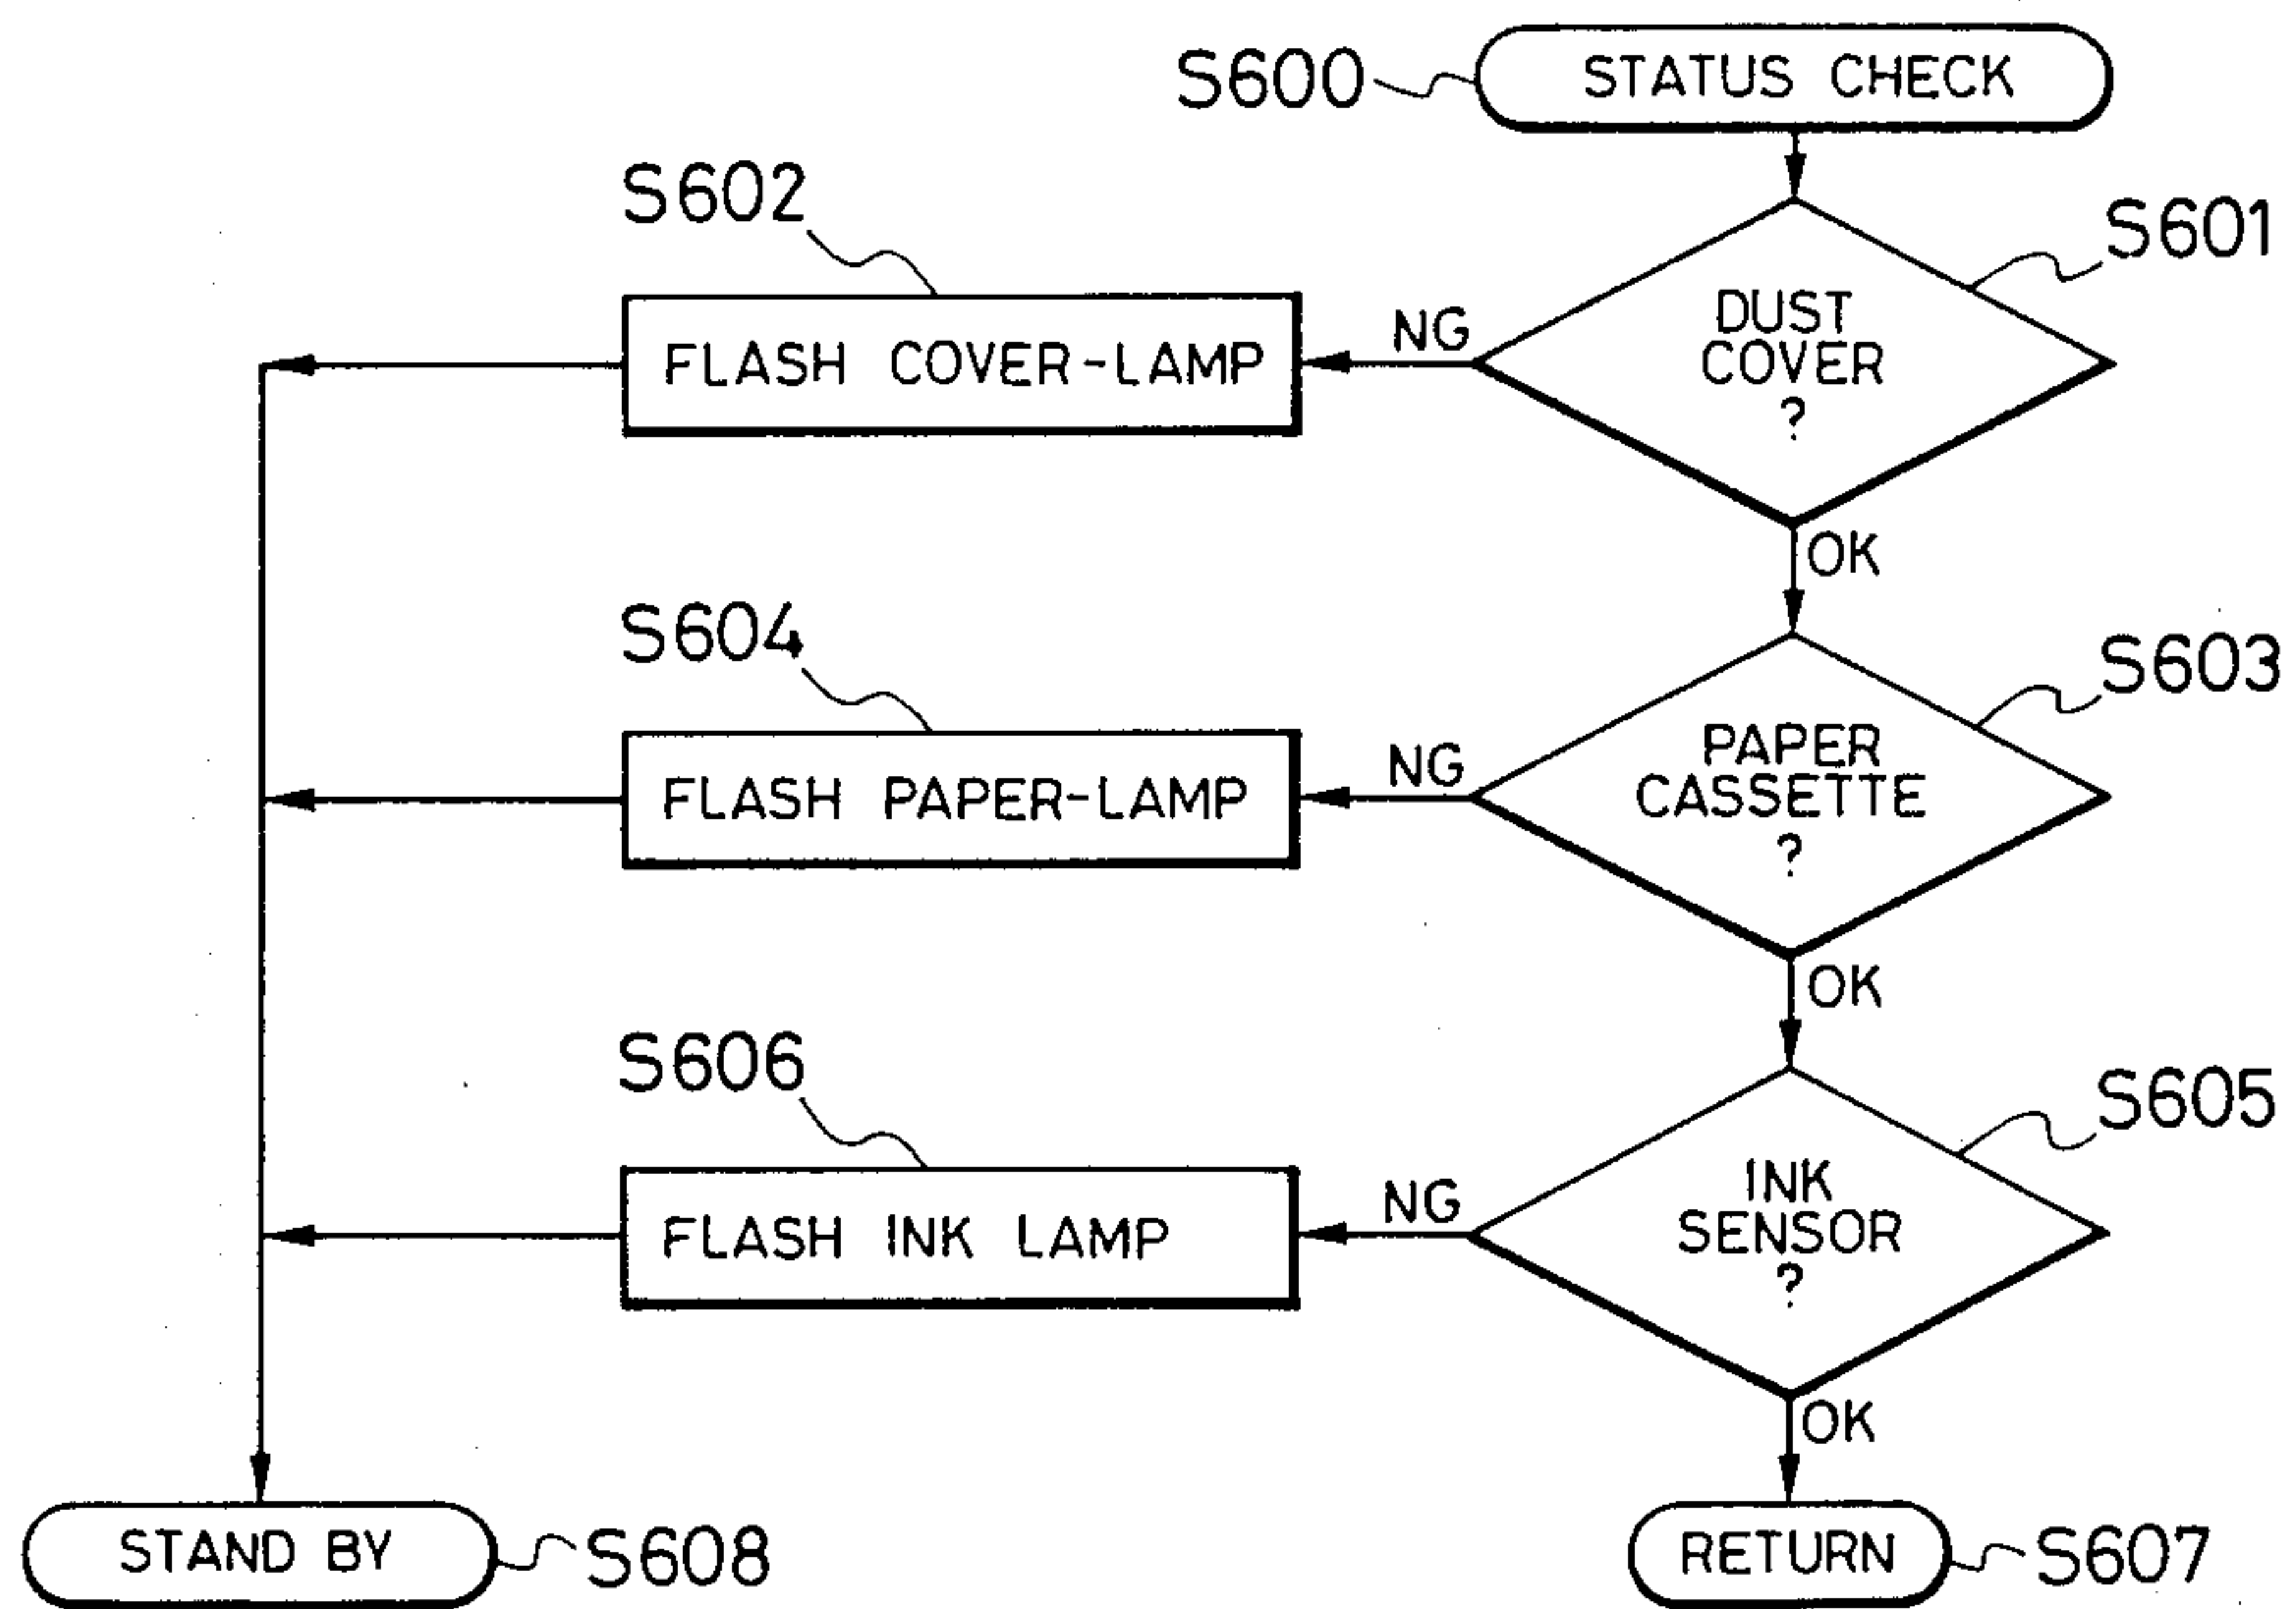 S600
STATUS CHECK
S602
S601
DUST
COVER
?
NG
FLASH COVER-LAMP
OK
S604
S603
PAPER
CASSETTE
?
NG
FLASH PAPER-LAMP
OK
S606
S605
INK
SENSOR
?
NG
FLASH INK LAMP
OK
STAND BY
S608
RETURN
S607